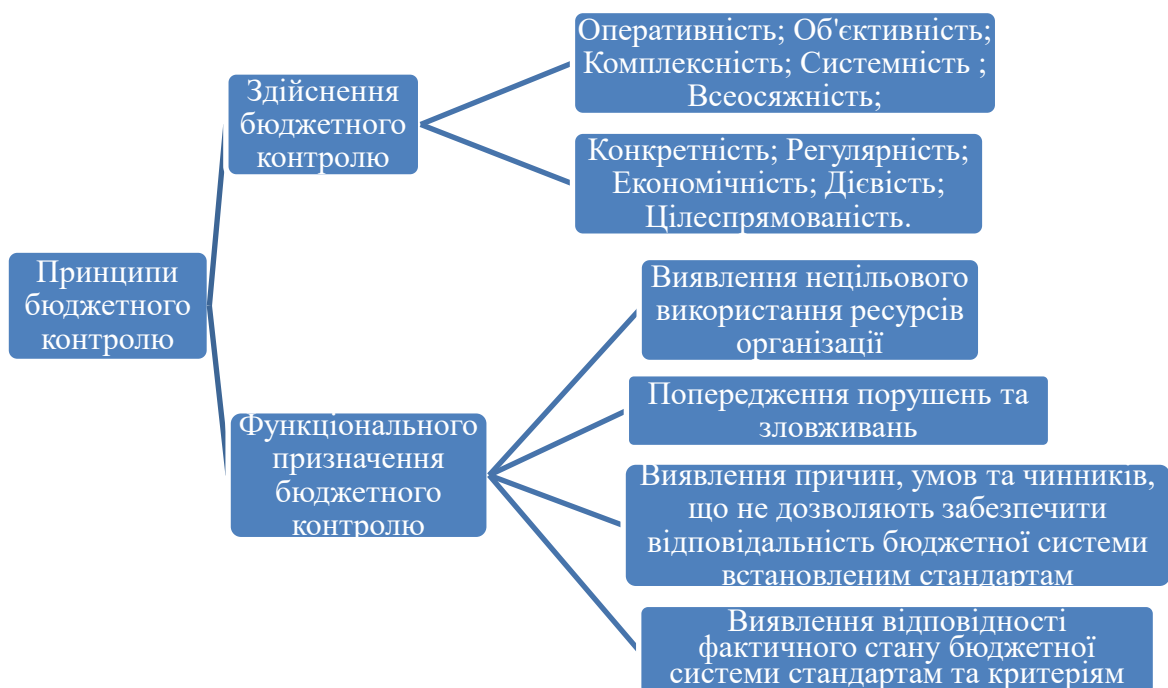 Принципи
бюджетного
контролю
Здійснення
бюджетного
контролю
Оперативність; Об'єктивність;
Комплексність; Системність ;
Всеосяжність;
Конкретність; Регулярність;
Економічність; Дієвість;
Цілеспрямованість.
Функціонального
призначення
бюджетного
контролю
Виявлення нецільового
використання ресурсів
організації
Попередження порушень та
зловживань
Виявлення причин, умов та чинників,
що не дозволяють забезпечити
відповідальність бюджетної системи
встановленим стандартам
Виявлення відповідності
фактичного стану бюджетної
системи стандартам та критеріям